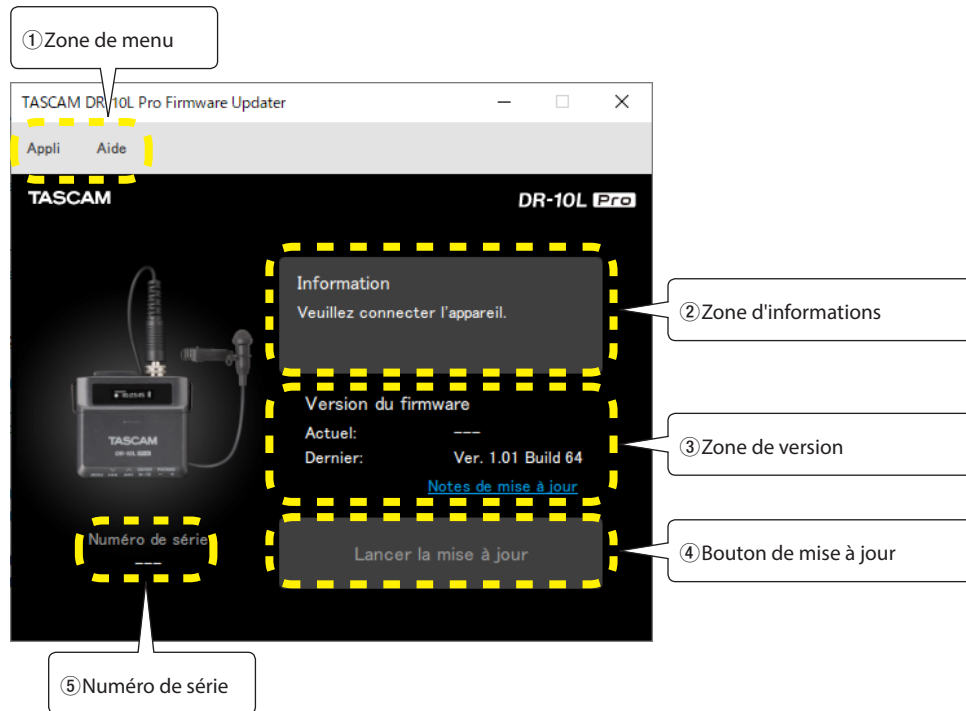 ①Zone de menu
TASCAM DR-10L Pro Firmware Updater
Appli Aide
TASCAM
DR-10L Pro
Information
Veuillez connecter l'appareil.
②Zone d'informations
Version du firmware
Actuel: ---
Dernier: Ver. 1.01 Build 64
Notes de mise à jour
③Zone de version
TASCAM
Numéro de série
---
Lancer la mise à jour
④Bouton de mise à jour
⑤Numéro de série